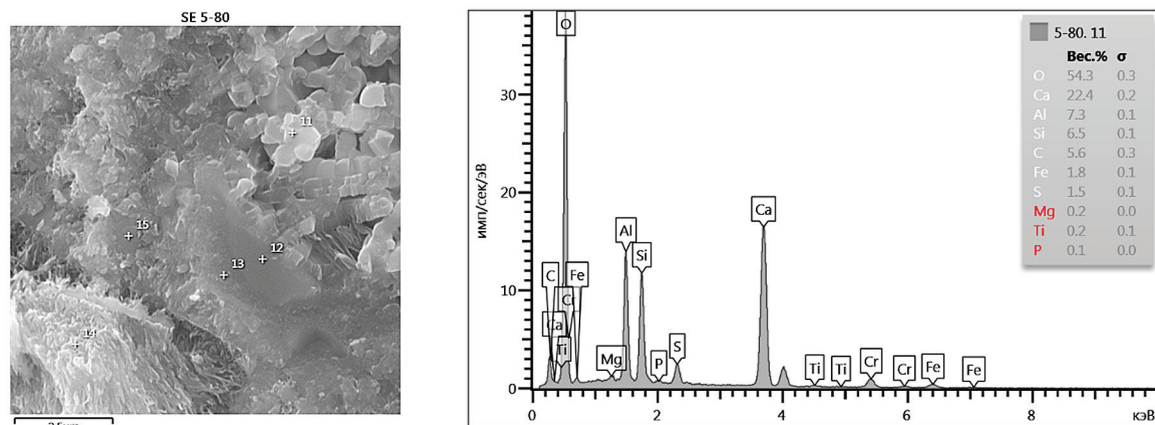 SE 5-80
11
15
12
13
14
имп/сек/эВ
30
20
10
0
O
C
Fe
Cr
Ca
Ti
Mg
Al
Si
P
S
Ca
Ti
Ti
Cr
Cr
Fe
Fe
0
2
4
6
8
кэВ
5-80. 11
Вес.% σ
O 54.3 0.3
Ca 22.4 0.2
Al 7.3 0.1
Si 6.5 0.1
C 5.6 0.3
Fe 1.8 0.1
S 1.5 0.1
Mg 0.2 0.0
Ti 0.2 0.1
P 0.1 0.0